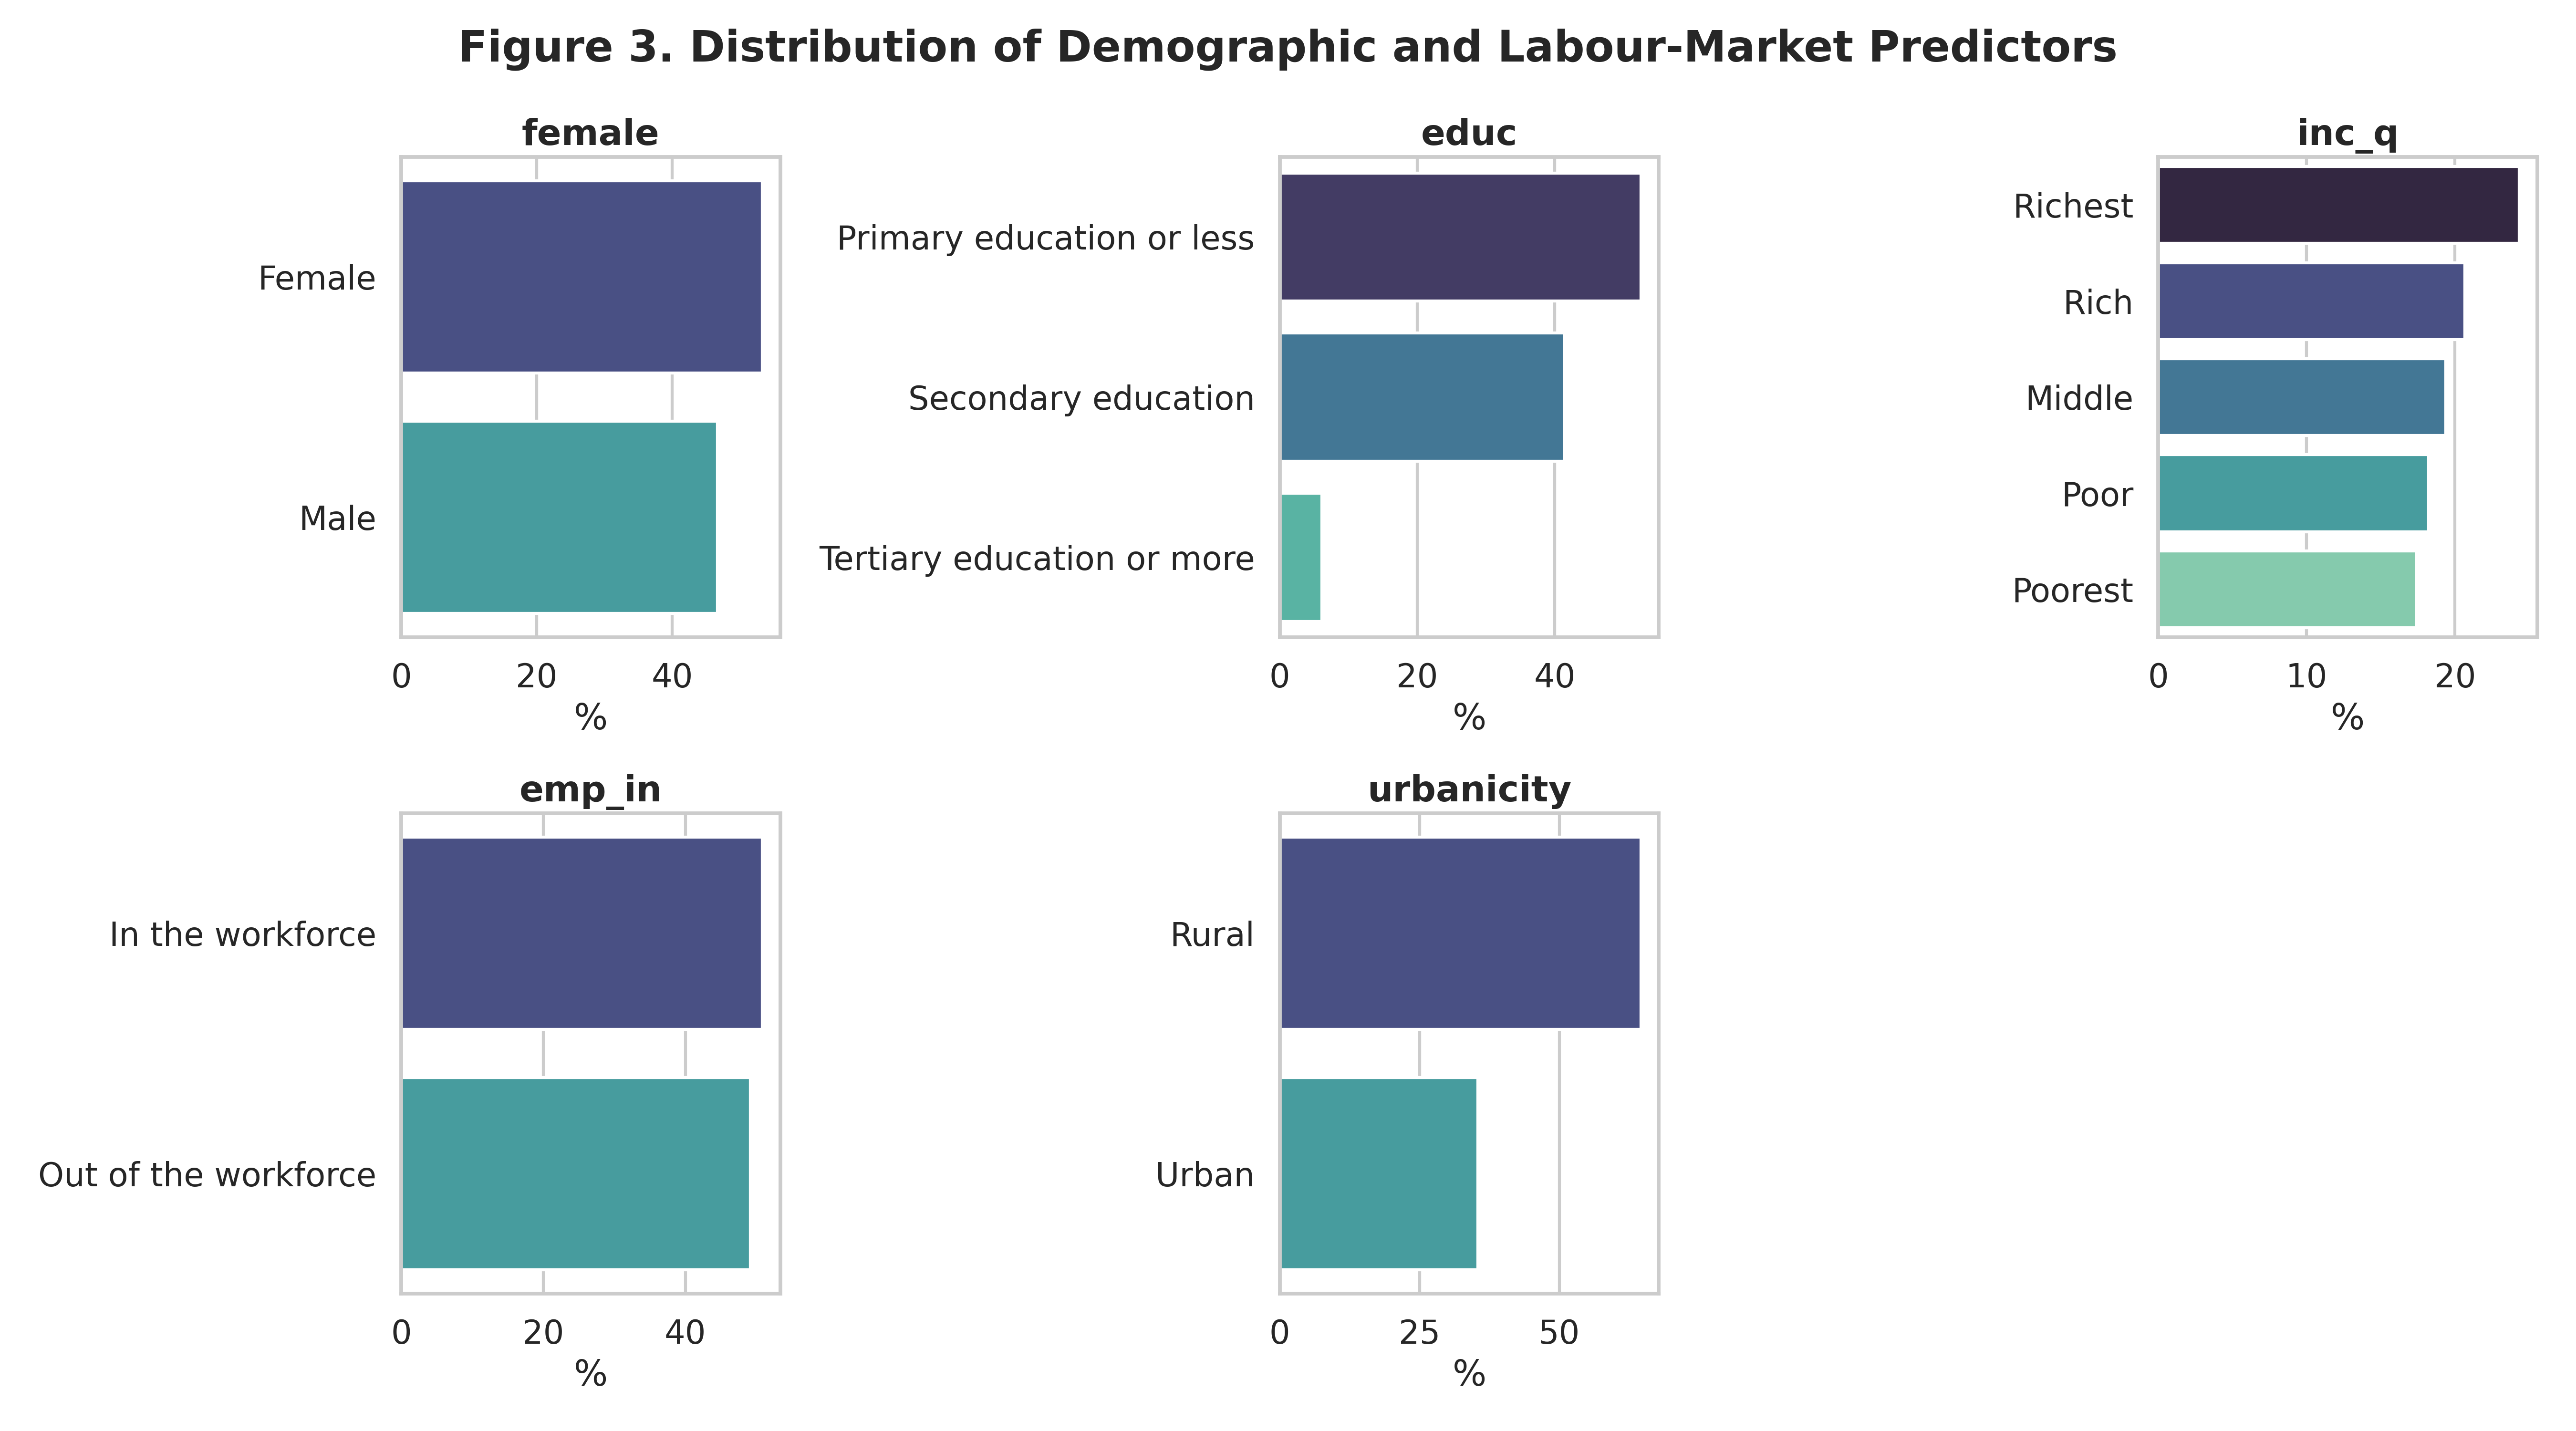 Figure 3. Distribution of Demographic and Labour-Market Predictors
female
Female
Male
0 20 40
%
educ
Primary education or less
Secondary education
Tertiary education or more
0 20 40
%
inc_q
Richest
Rich
Middle
Poor
Poorest
0 10 20
%
emp_in
In the workforce
Out of the workforce
0 20 40
%
urbanicity
Rural
Urban
0 25 50
%